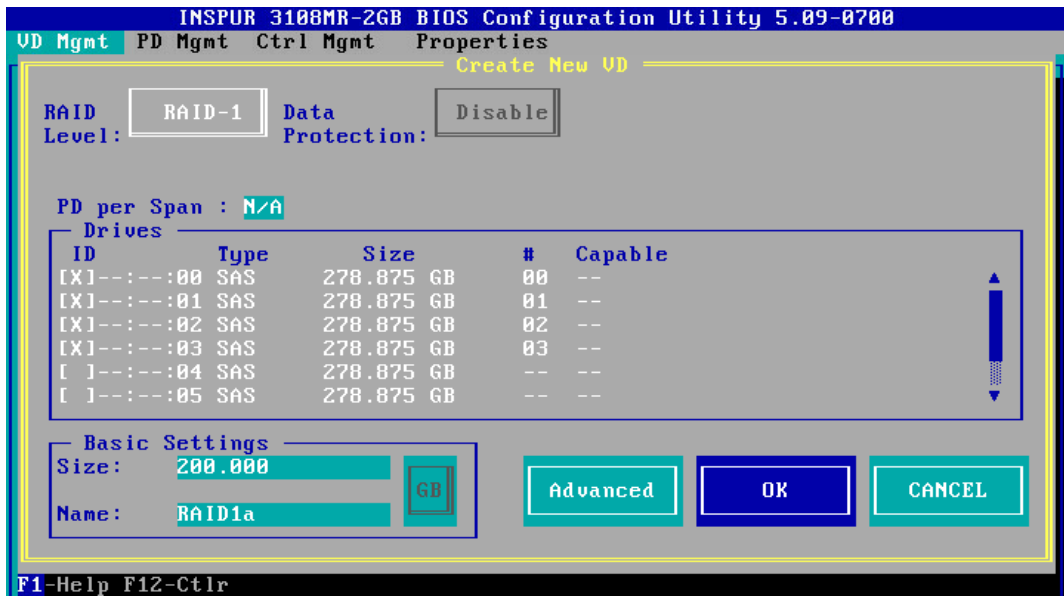 INSPUR 3108MR-2GB BIOS Configuration Utility 5.09-0700
VD Mgmt PD Mgmt Ctrl Mgmt Properties
Create New VD
RAID Level: RAID-1 Data Protection: Disable
PD per Span : N/A
Drives
ID Type Size # Capable
[X]--:--:00 SAS 278.875 GB 00 --
[X]--:--:01 SAS 278.875 GB 01 --
[X]--:--:02 SAS 278.875 GB 02 --
[X]--:--:03 SAS 278.875 GB 03 --
[ ]--:--:04 SAS 278.875 GB -- --
[ ]--:--:05 SAS 278.875 GB -- --
Basic Settings
Size: 200.000 GB
Name: RAID1a
Advanced OK CANCEL
F1-Help F12-Ctlr